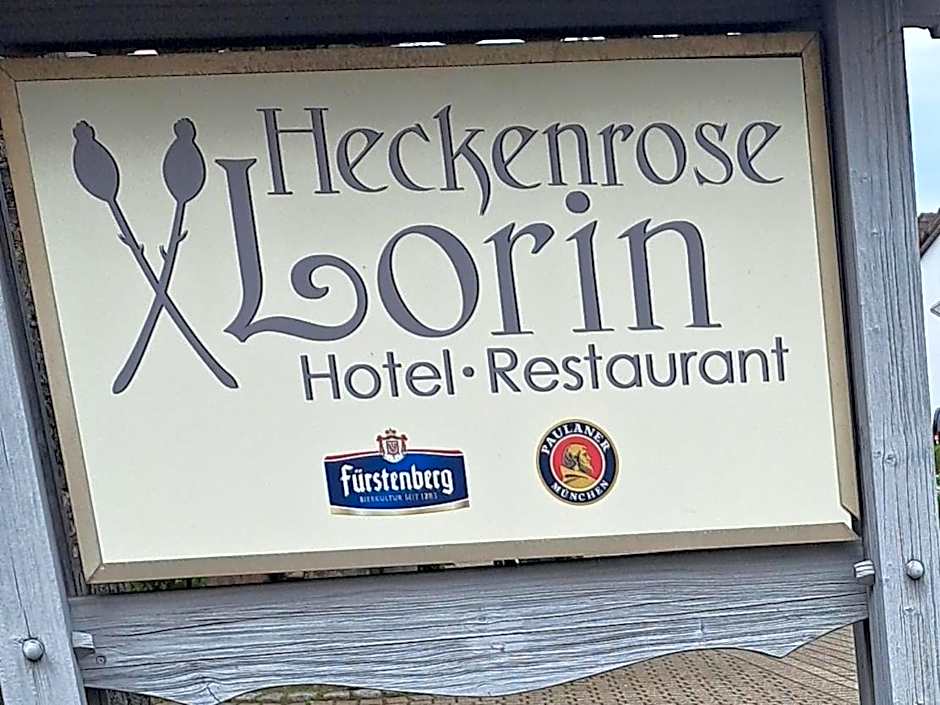 Heckenrose
Lorin
Hotel · Restaurant
Fürstenberg
BIERKULTUR SEIT 1283
PAULANER
MÜNCHEN